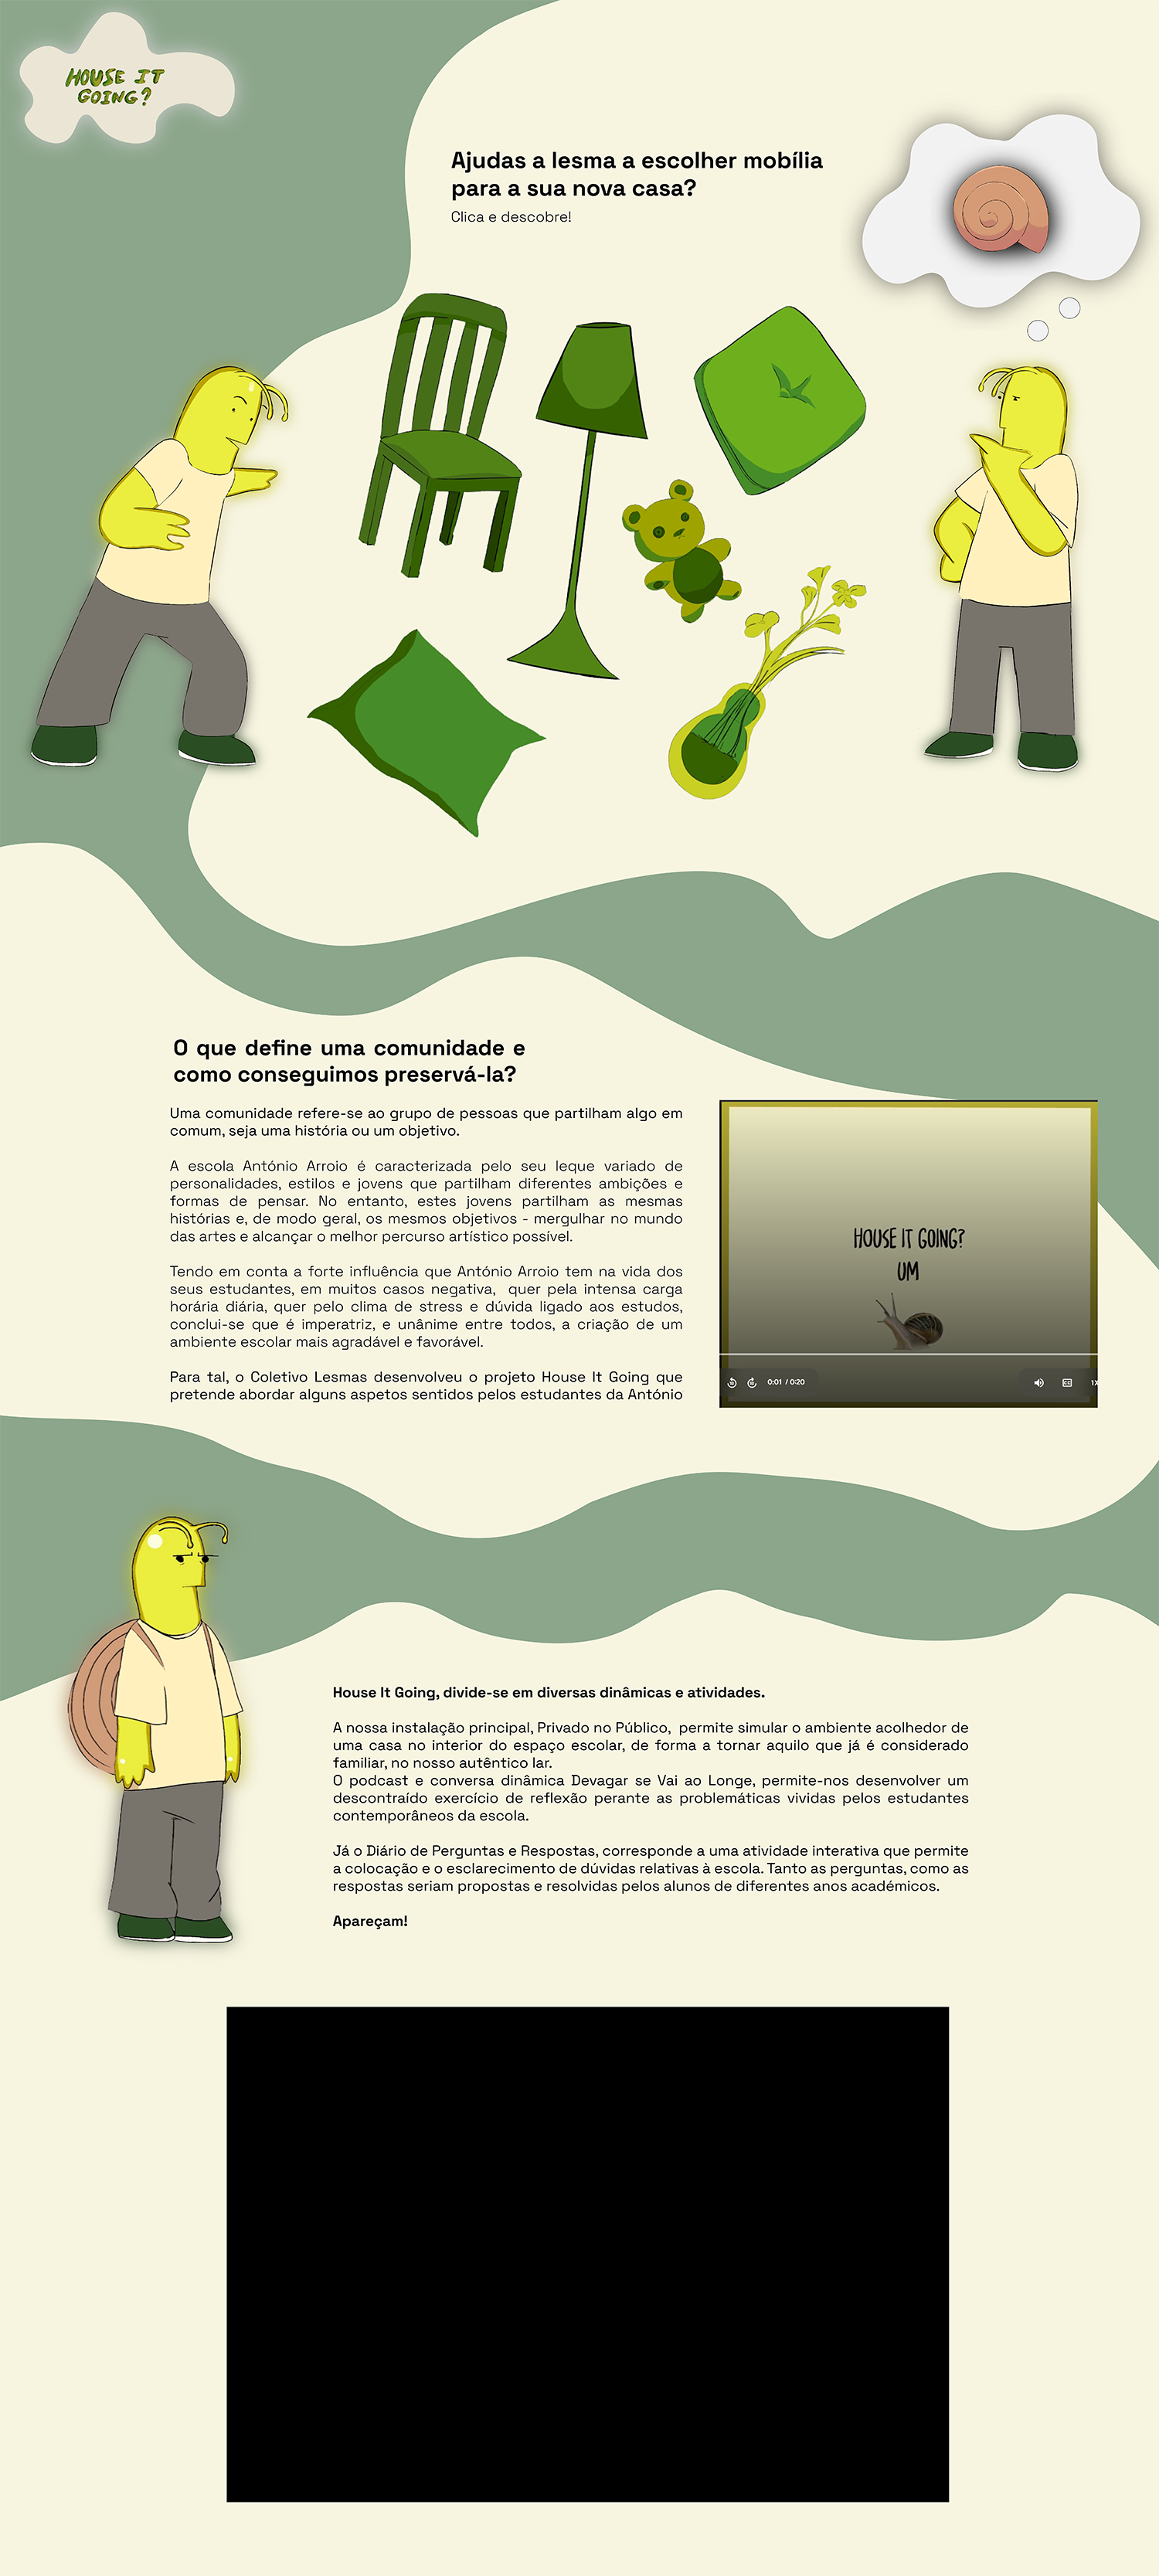 HOUSE IT
GOING?
Ajudas a lesma a escolher mobília
para a sua nova casa?
Clica e descobre!
O que define uma comunidade e
como conseguimos preservá-la?
Uma comunidade refere-se ao grupo de pessoas que partilham algo em
comum, seja uma história ou um objetivo.
A escola António Arroio é caracterizada pelo seu leque variado de
personalidades, estilos e jovens que partilham diferentes ambições e
formas de pensar. No entanto, estes jovens partilham as mesmas
histórias e, de modo geral, os mesmos objetivos - mergulhar no mundo
das artes e alcançar o melhor percurso artístico possível.
Tendo em conta a forte influência que António Arroio tem na vida dos
seus estudantes, em muitos casos negativa, quer pela intensa carga
horária diária, quer pelo clima de stress e dúvida ligado aos estudos,
conclui-se que é imperatriz, e unânime entre todos, a criação de um
ambiente escolar mais agradável e favorável.
Para tal, o Coletivo Lesmas desenvolveu o projeto House It Going que
pretende abordar alguns aspetos sentidos pelos estudantes da António
HOUSE IT GOING?
UM
0:01 / 0:20
1x
House It Going, divide-se em diversas dinâmicas e atividades.
A nossa instalação principal, Privado no Público, permite simular o ambiente acolhedor de
uma casa no interior do espaço escolar, de forma a tornar aquilo que já é considerado
familiar, no nosso autêntico lar.
O podcast e conversa dinâmica Devagar se Vai ao Longe, permite-nos desenvolver um
descontraído exercício de reflexão perante as problemáticas vividas pelos estudantes
contemporâneos da escola.
Já o Diário de Perguntas e Respostas, corresponde a uma atividade interativa que permite
a colocação e o esclarecimento de dúvidas relativas à escola. Tanto as perguntas, como as
respostas seriam propostas e resolvidas pelos alunos de diferentes anos académicos.
Apareçam!